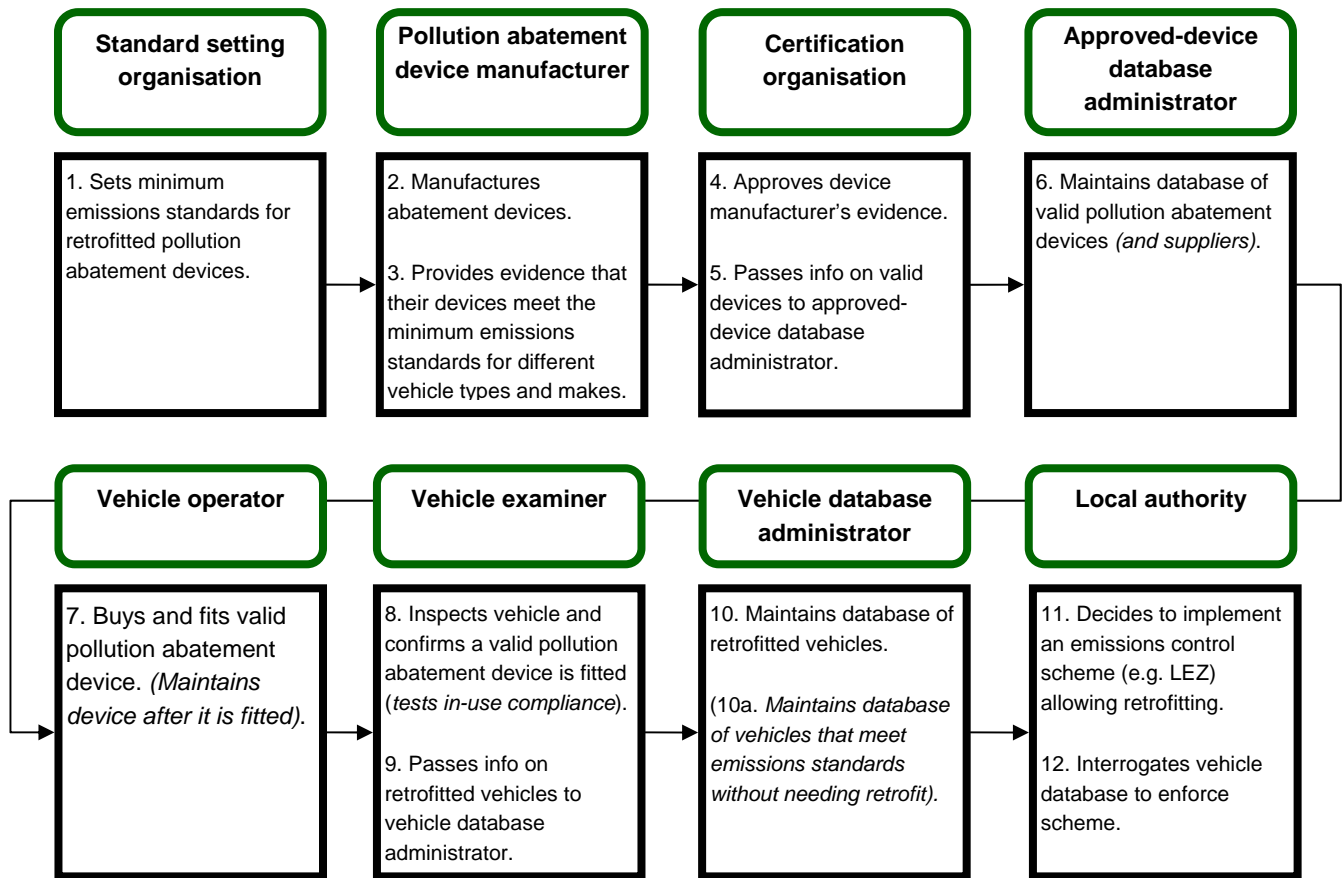 Standard setting
organisation
Pollution abatement
device manufacturer
Certification
organisation
Approved-device
database
administrator
1. Sets minimum
emissions standards for
retrofitted pollution
abatement devices.
2. Manufactures
abatement devices.
3. Provides evidence that
their devices meet the
minimum emissions
standards for different
vehicle types and makes.
4. Approves device
manufacturer’s evidence.
5. Passes info on valid
devices to approved-
device database
administrator.
6. Maintains database of
valid pollution abatement
devices (and suppliers).
Vehicle operator
Vehicle examiner
Vehicle database
administrator
Local authority
7. Buys and fits valid
pollution abatement
device. (Maintains
device after it is fitted).
8. Inspects vehicle and
confirms a valid pollution
abatement device is fitted
(tests in-use compliance).
9. Passes info on
retrofitted vehicles to
vehicle database
administrator.
10. Maintains database of
retrofitted vehicles.
(10a. Maintains database
of vehicles that meet
emissions standards
without needing retrofit).
11. Decides to implement
an emissions control
scheme (e.g. LEZ)
allowing retrofitting.
12. Interrogates vehicle
database to enforce
scheme.